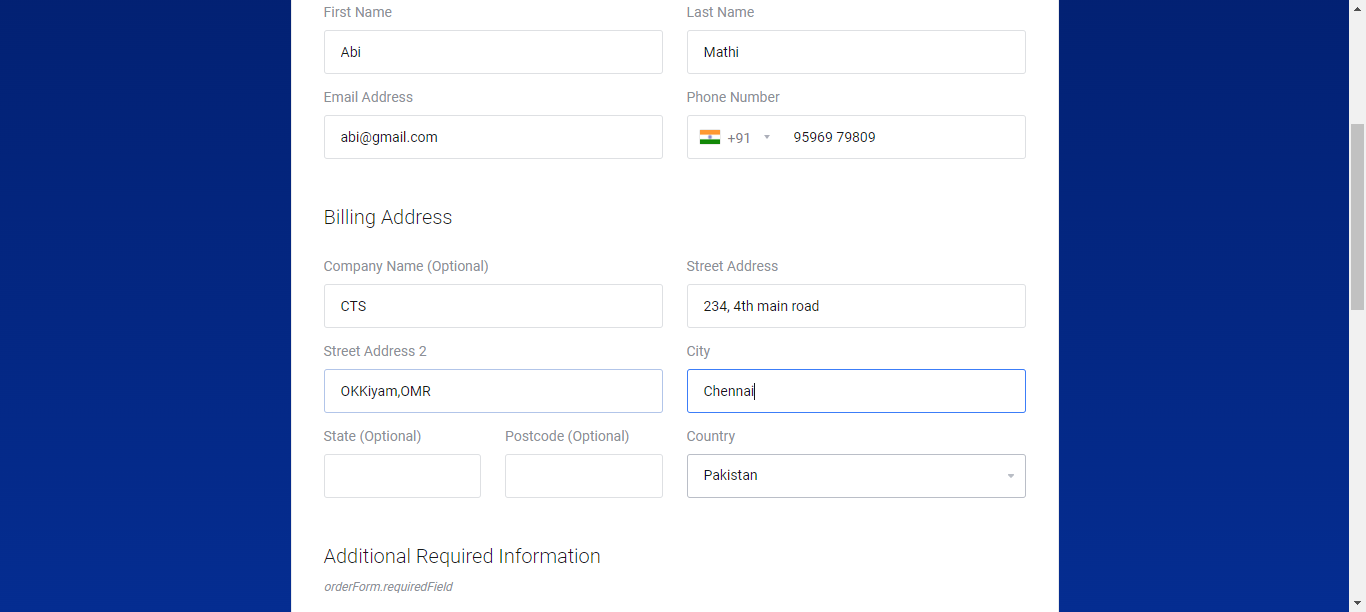 First Name
Last Name
Abi
Mathi
Email Address
Phone Number
abi@gmail.com
+91 95969 79809
Billing Address
Company Name (Optional)
Street Address
CTS
234, 4th main road
Street Address 2
City
OKKiyam,OMR
Chennai
State (Optional)
Postcode (Optional)
Country
Pakistan
Additional Required Information
orderForm.requiredField